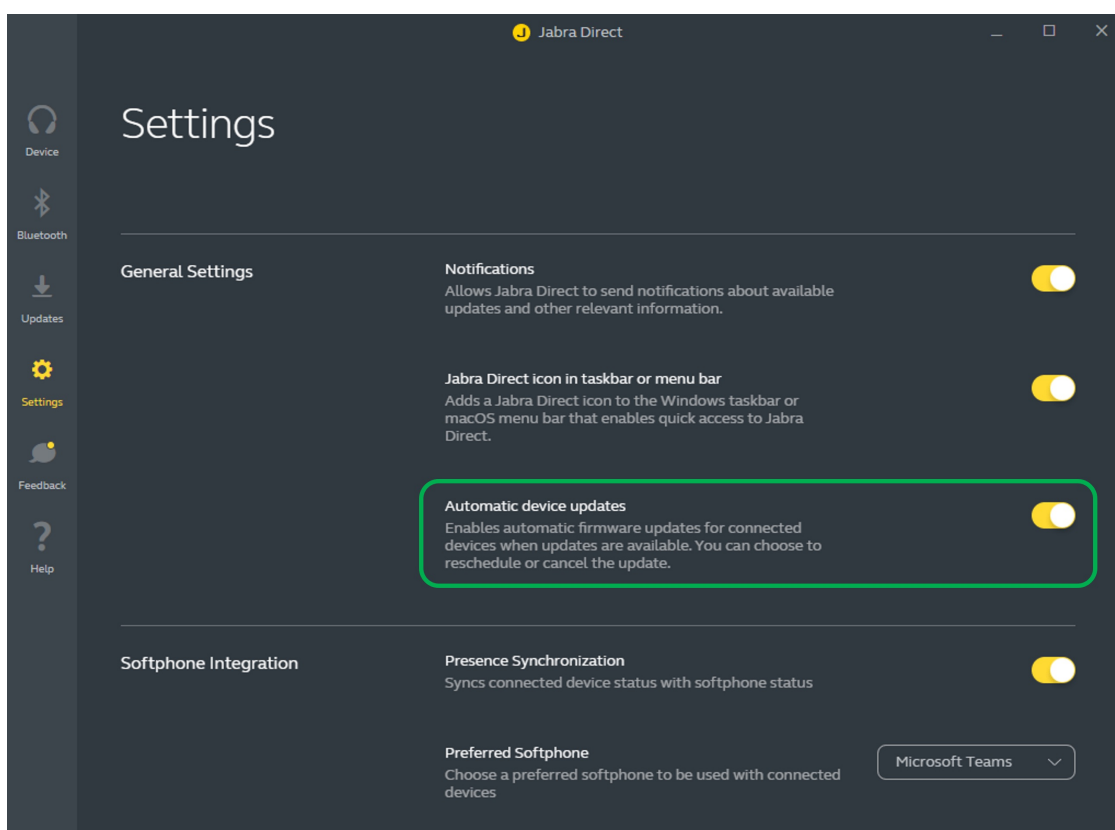 Jabra Direct
Device
Bluetooth
Updates
Settings
Feedback
Help
Settings
General Settings
Notifications
Allows Jabra Direct to send notifications about available
updates and other relevant information.
Jabra Direct icon in taskbar or menu bar
Adds a Jabra Direct icon to the Windows taskbar or
macOS menu bar that enables quick access to Jabra
Direct.
Automatic device updates
Enables automatic firmware updates for connected
devices when updates are available. You can choose to
reschedule or cancel the update.
Softphone Integration
Presence Synchronization
Syncs connected device status with softphone status
Preferred Softphone
Choose a preferred softphone to be used with connected
devices
Microsoft Teams